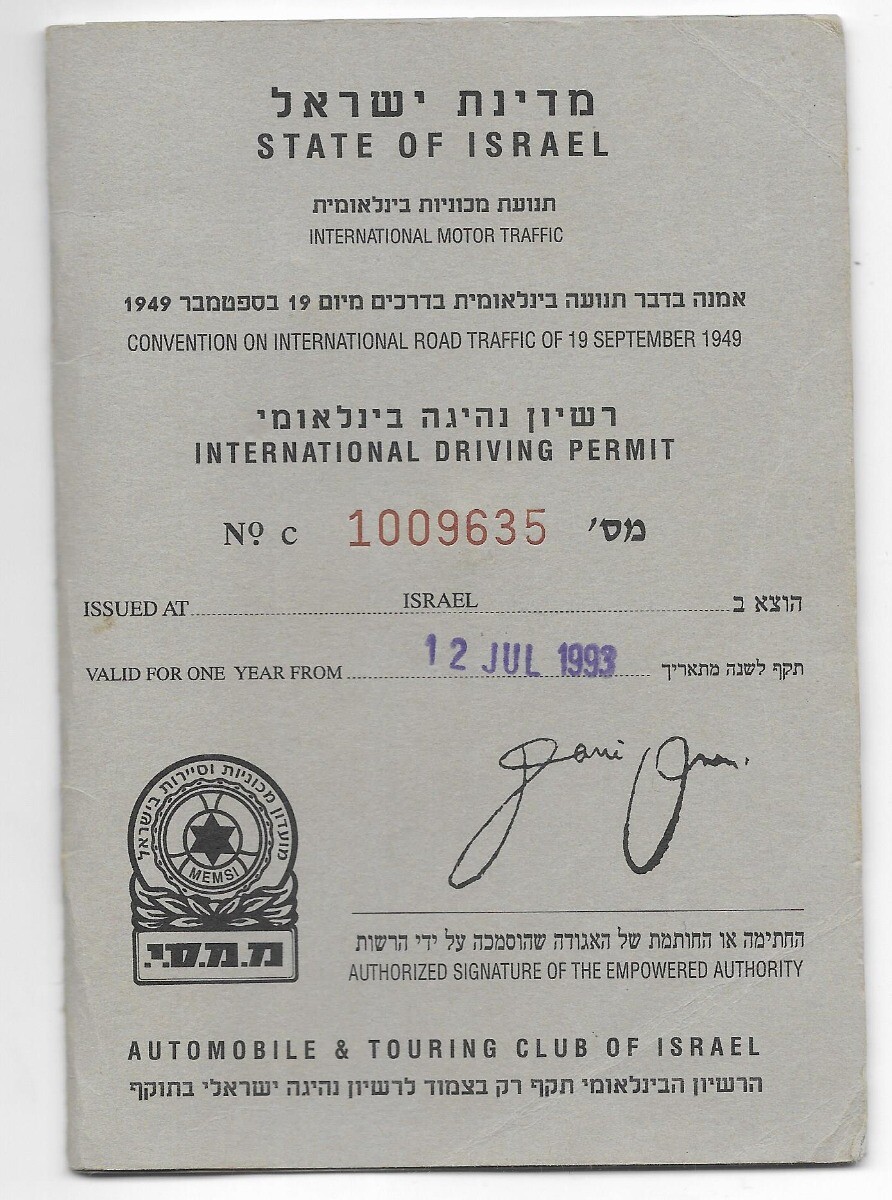 מדינת ישראל
STATE OF ISRAEL
תנועת מכוניות בינלאומית
INTERNATIONAL MOTOR TRAFFIC
אמנה בדבר תנועה בינלאומית בדרכים מיום 19 בספטמבר 1949
CONVENTION ON INTERNATIONAL ROAD TRAFFIC OF 19 SEPTEMBER 1949
רשיון נהיגה בינלאומי
INTERNATIONAL DRIVING PERMIT
Nº C 1009635 מס'
ISSUED AT ISRAEL הוצא ב
VALID FOR ONE YEAR FROM 12 JUL 1993 תקף לשנה מתאריך
מועדון מכוניות וסיירות בישראל
MEMSI
מ.מ.ס.י.
החתימה או החותמת של האגודה שהוסמכה על ידי הרשות
AUTHORIZED SIGNATURE OF THE EMPOWERED AUTHORITY
AUTOMOBILE & TOURING CLUB OF ISRAEL
הרשיון הבינלאומי תקף רק בצמוד לרשיון נהיגה ישראלי בתוקף